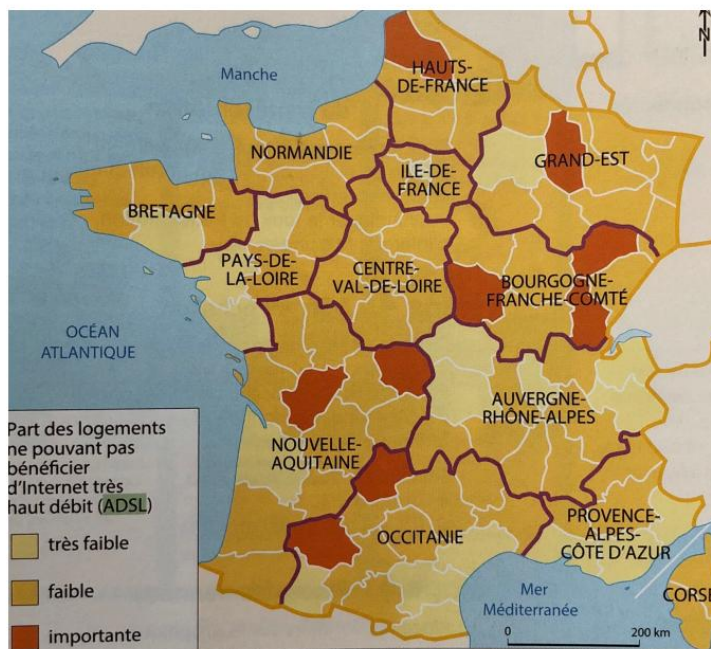 Manche
N
HAUTS-
DE-FRANCE
NORMANDIE
ILE-DE-
FRANCE
GRAND-EST
BRETAGNE
PAYS-DE-
LA-LOIRE
CENTRE-
VAL-DE-LOIRE
BOURGOGNE-
FRANCHE-COMTÉ
OCÉAN
ATLANTIQUE
AUVERGNE-
RHÔNE-ALPES
NOUVELLE-
AQUITAINE
OCCITANIE
PROVENCE-
ALPES-
CÔTE D'AZUR
Mer
Méditerranée
CORSE
0 200 km
Part des logements
ne pouvant pas
bénéficier
d'Internet très
haut débit (ADSL)
très faible
faible
importante